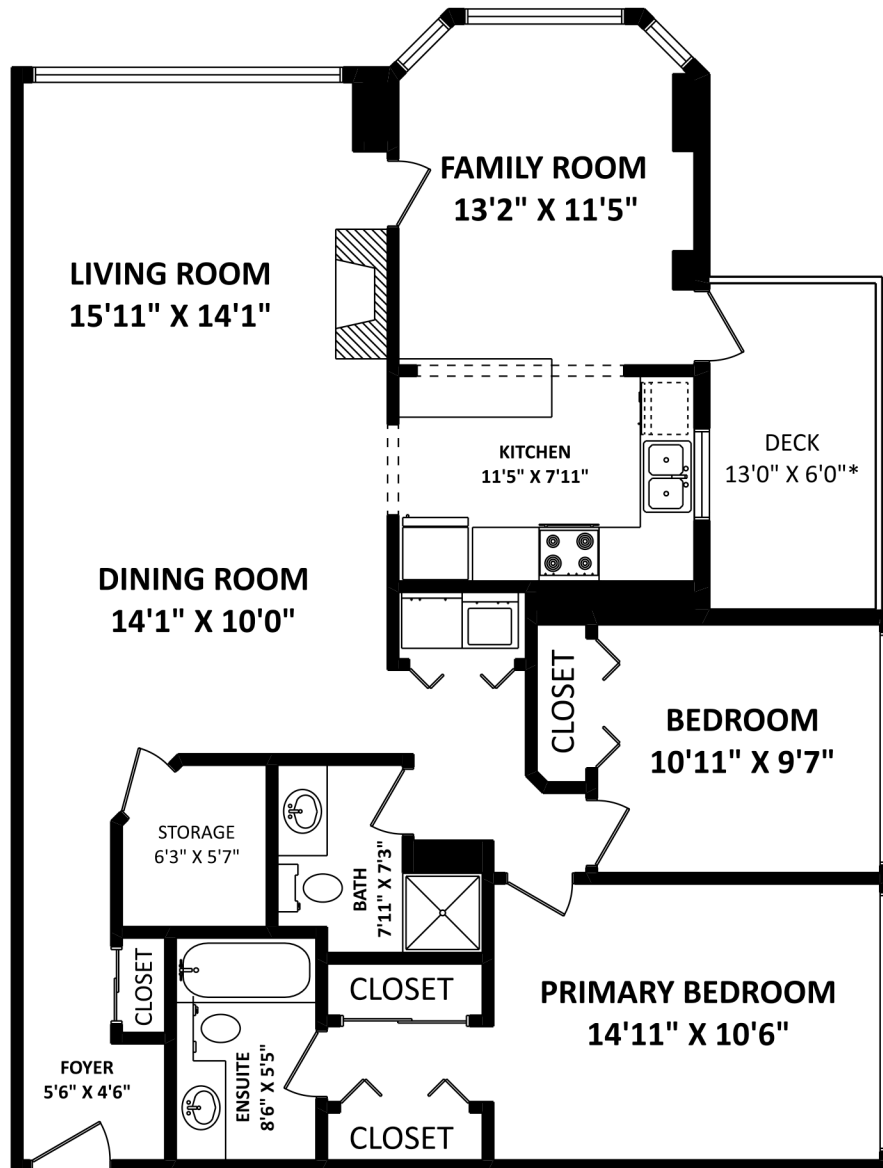 FAMILY ROOM
13'2" X 11'5"
LIVING ROOM
15'11" X 14'1"
KITCHEN
11'5" X 7'11"
DECK
13'0" X 6'0"*
DINING ROOM
14'1" X 10'0"
CLOSET
BEDROOM
10'11" X 9'7"
STORAGE
6'3" X 5'7"
BATH
7'11" X 7'3"
CLOSET
CLOSET
PRIMARY BEDROOM
14'11" X 10'6"
FOYER
5'6" X 4'6"
ENSUITE
8'6" X 5'5"
CLOSET